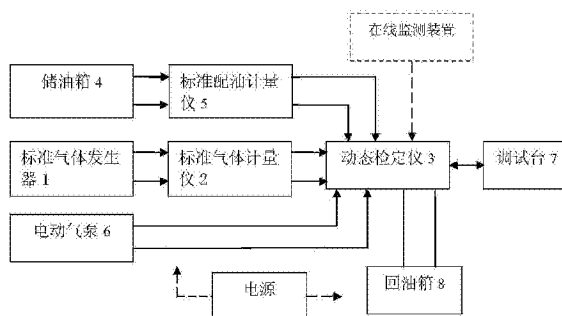 在线监测装置
储油箱 4
标准配油计量
仪 5
标准气体发生
器 1
标准气体计量
仪 2
动态检定仪 3
调试台 7
电动气泵 6
电源
回油箱 8